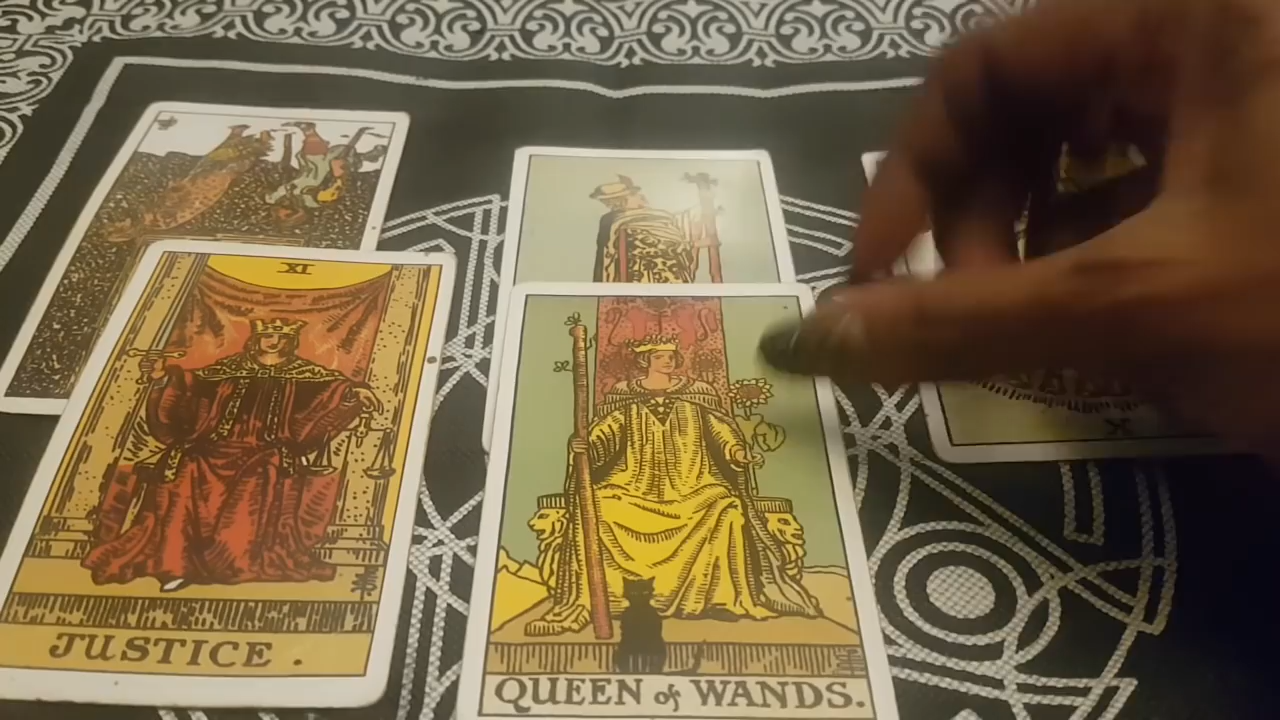 XI
JUSTICE .
QUEEN of WANDS.
X